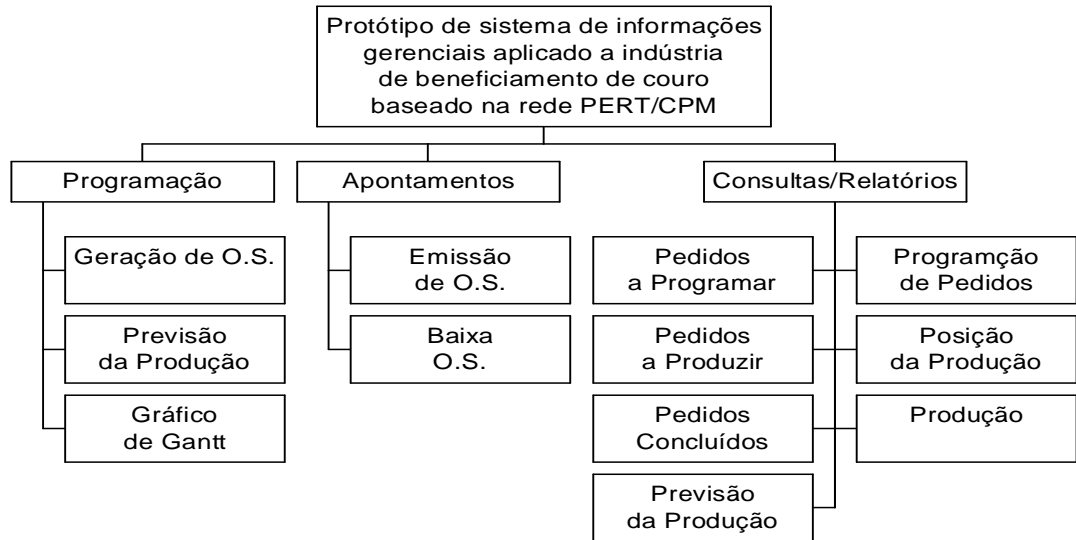 Protótipo de sistema de informações
gerenciais aplicado a indústria
de beneficiamento de couro
baseado na rede PERT/CPM
Programação
Apontamentos
Consultas/Relatórios
Geração de O.S.
Previsão
da Produção
Gráfico
de Gantt
Emissão
de O.S.
Baixa
O.S.
Pedidos
a Programar
Pedidos
a Produzir
Pedidos
Concluídos
Previsão
da Produção
Programção
de Pedidos
Posição
da Produção
Produção